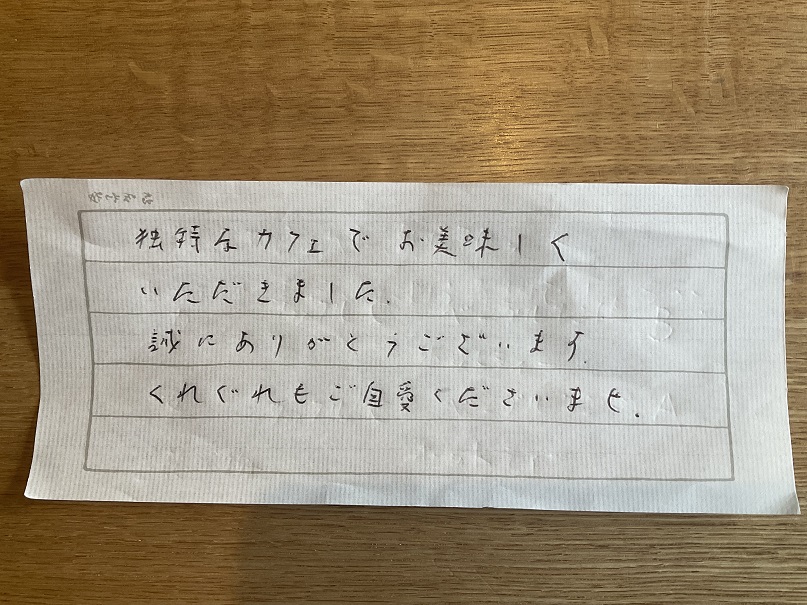 独特なカフェでお美味しく
いただきました.
誠にありがとうございます.
くれぐれもご自愛くださいませ.